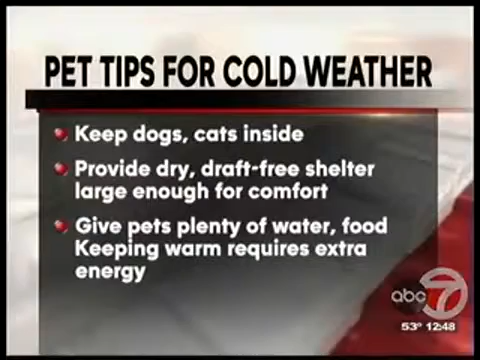 PET TIPS FOR COLD WEATHER
Keep dogs, cats inside
Provide dry, draft-free shelter
large enough for comfort
Give pets plenty of water, food
Keeping warm requires extra
energy
abc 7
53° 12:48